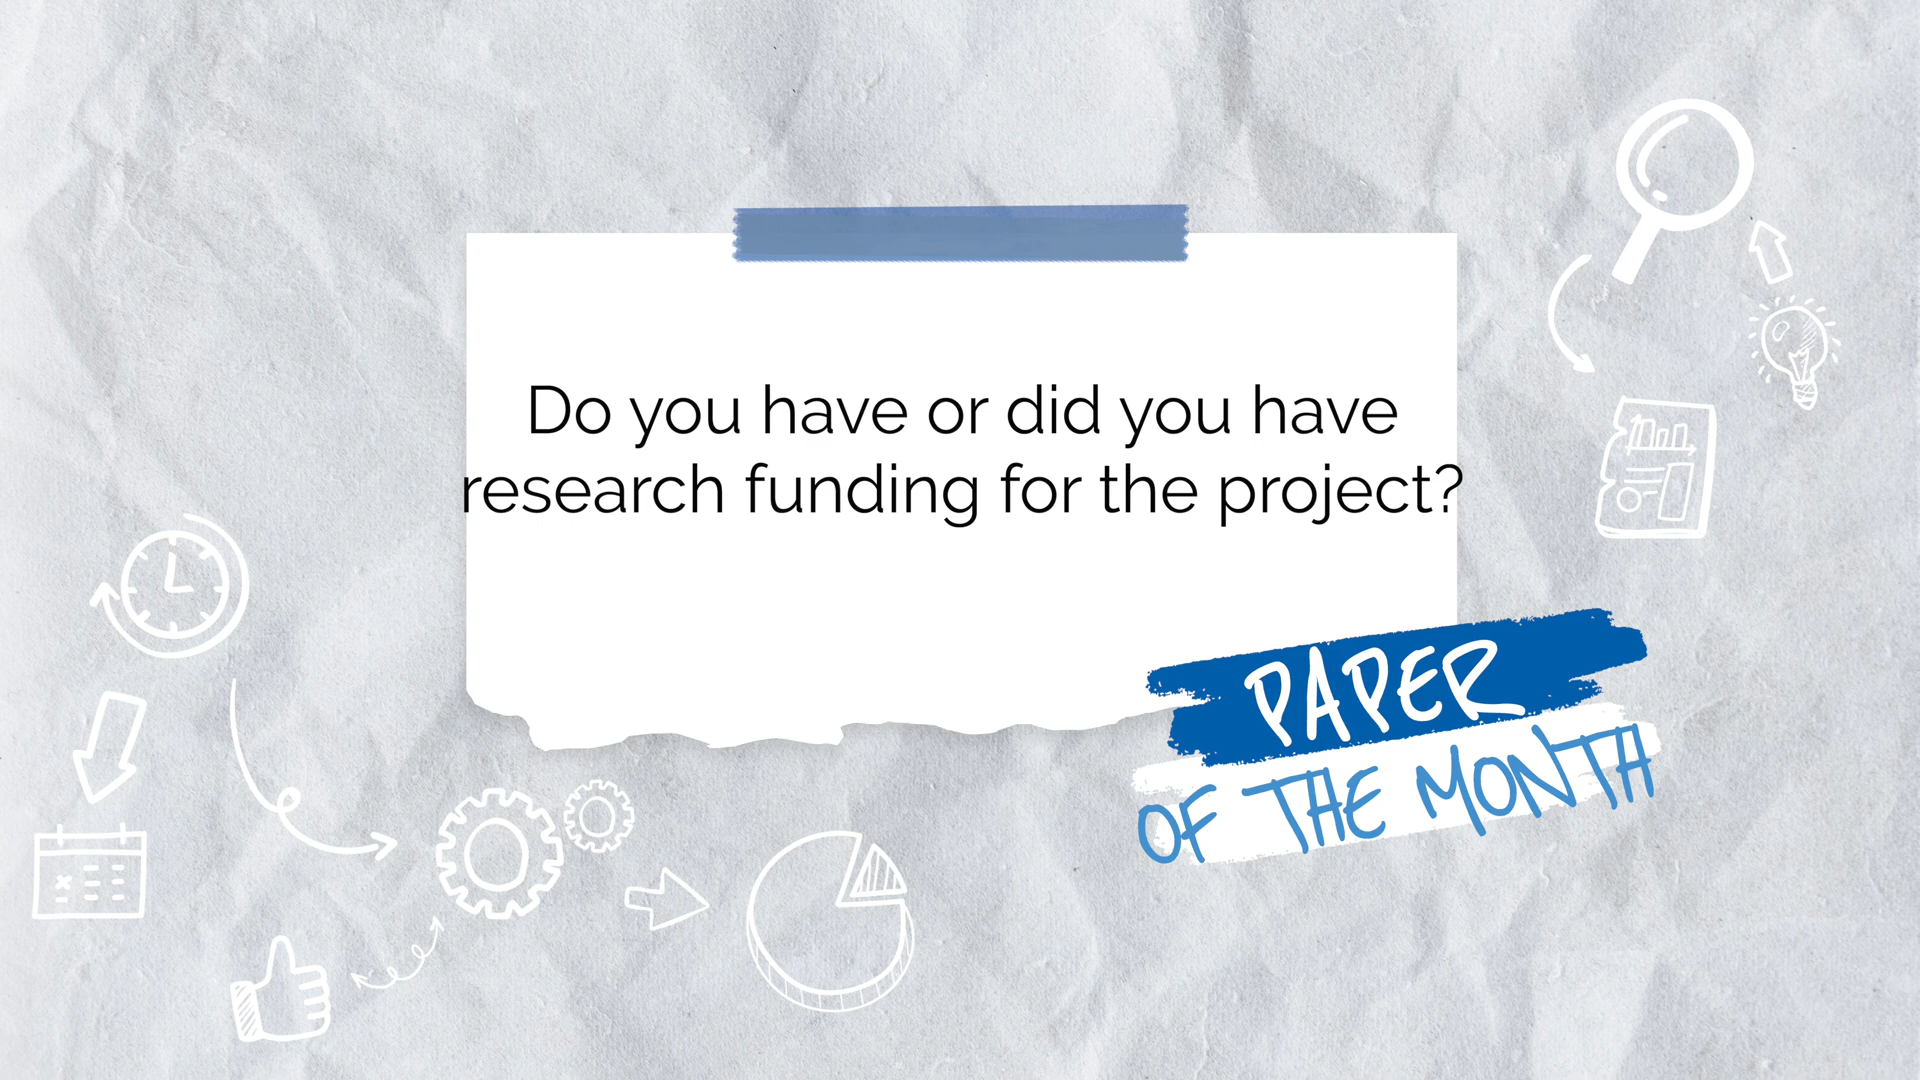 Do you have or did you have
research funding for the project?
PAPER
OF THE MONTH